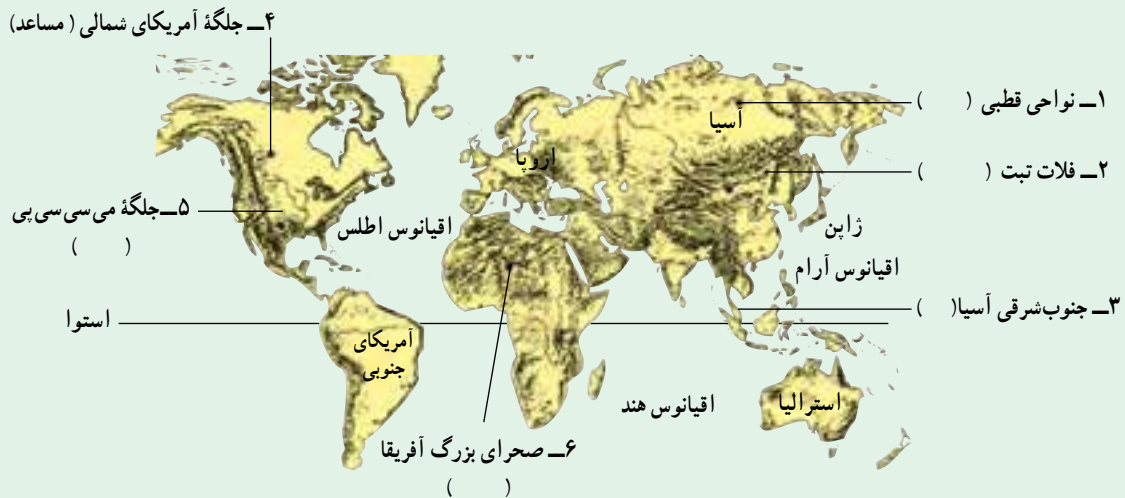 ۴ــ جلگهٔ آمریکای شمالی (مساعد)
۱ــ نواحی قطبی (    )
آسیا
اروپا
۲ــ فلات تبت (    )
۵ــ جلگهٔ می‌سی‌سی‌پی
(    )
اقیانوس اطلس
ژاپن
اقیانوس آرام
۳ــ جنوب‌شرقی آسیا(    )
استوا
آمریکای
جنوبی
اقیانوس هند
استرالیا
۶ــ صحرای بزرگ آفریقا
(    )